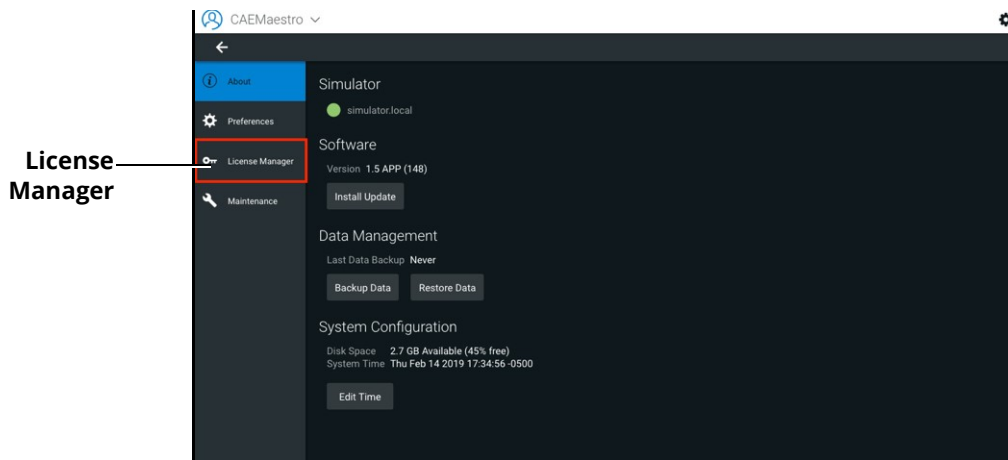 CAEMaestro
About
Preferences
License Manager
Maintenance
License
Manager
Simulator
simulator.local
Software
Version 1.5 APP (148)
Install Update
Data Management
Last Data Backup Never
Backup Data Restore Data
System Configuration
Disk Space 2.7 GB Available (45% free)
System Time Thu Feb 14 2019 17:34:56 -0500
Edit Time